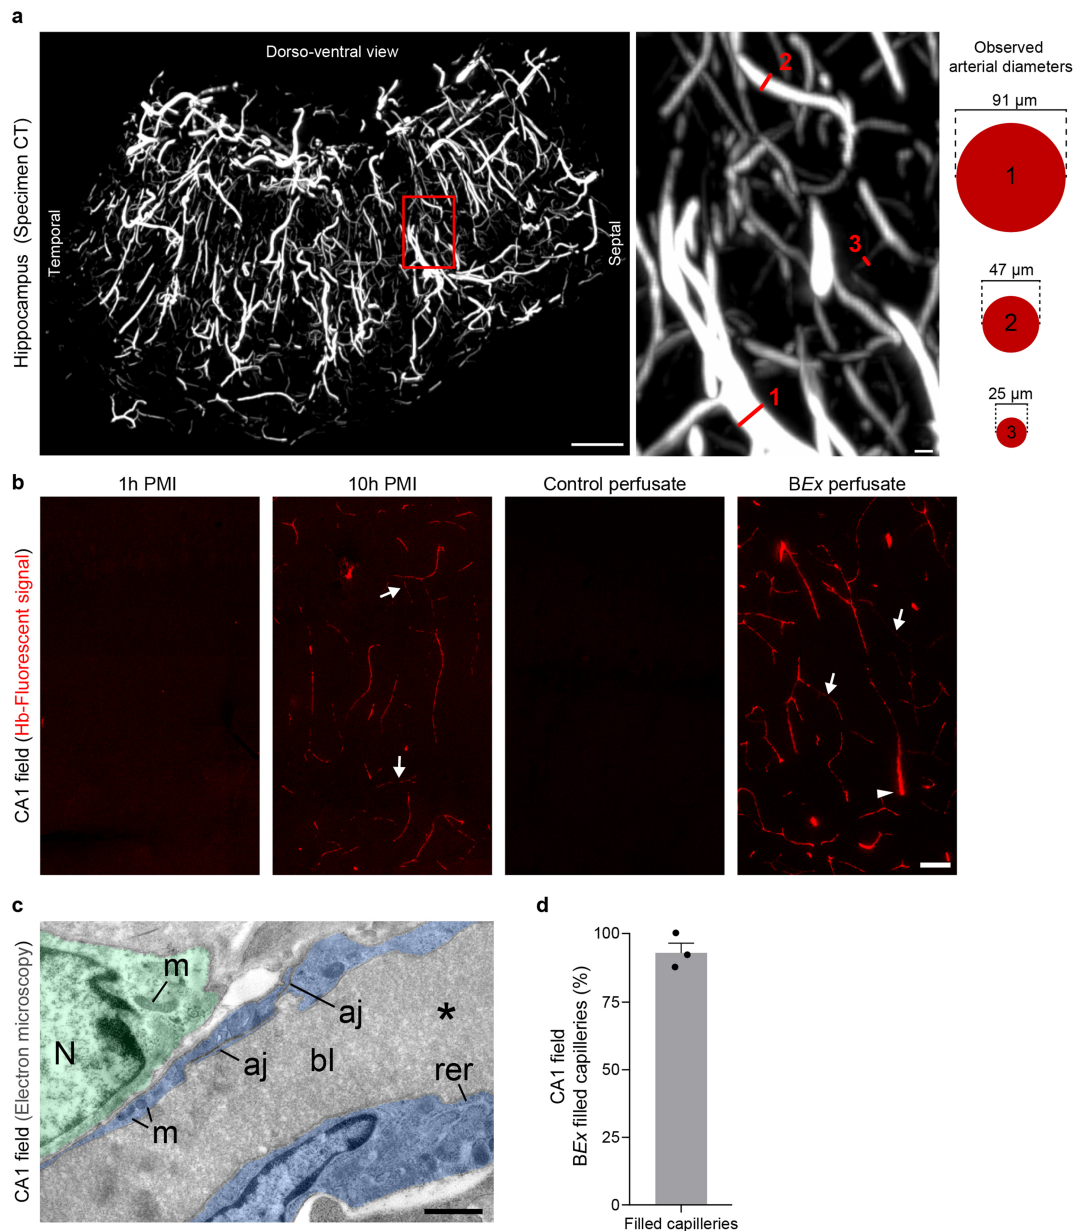 a
Dorso-ventral view
Hippocampus (Specimen CT)
Temporal
Septal
2
3
1
Observed
arterial diameters
91 µm
1
47 µm
2
25 µm
3
b
1h PMI
10h PMI
Control perfusate
BEx perfusate
CA1 field (Hb-Fluorescent signal)
c
CA1 field (Electron microscopy)
m
N
aj
*
aj
bl
rer
m
d
CA1 field
BEx filled capilleries (%)
100
75
50
25
0
Filled capilleries